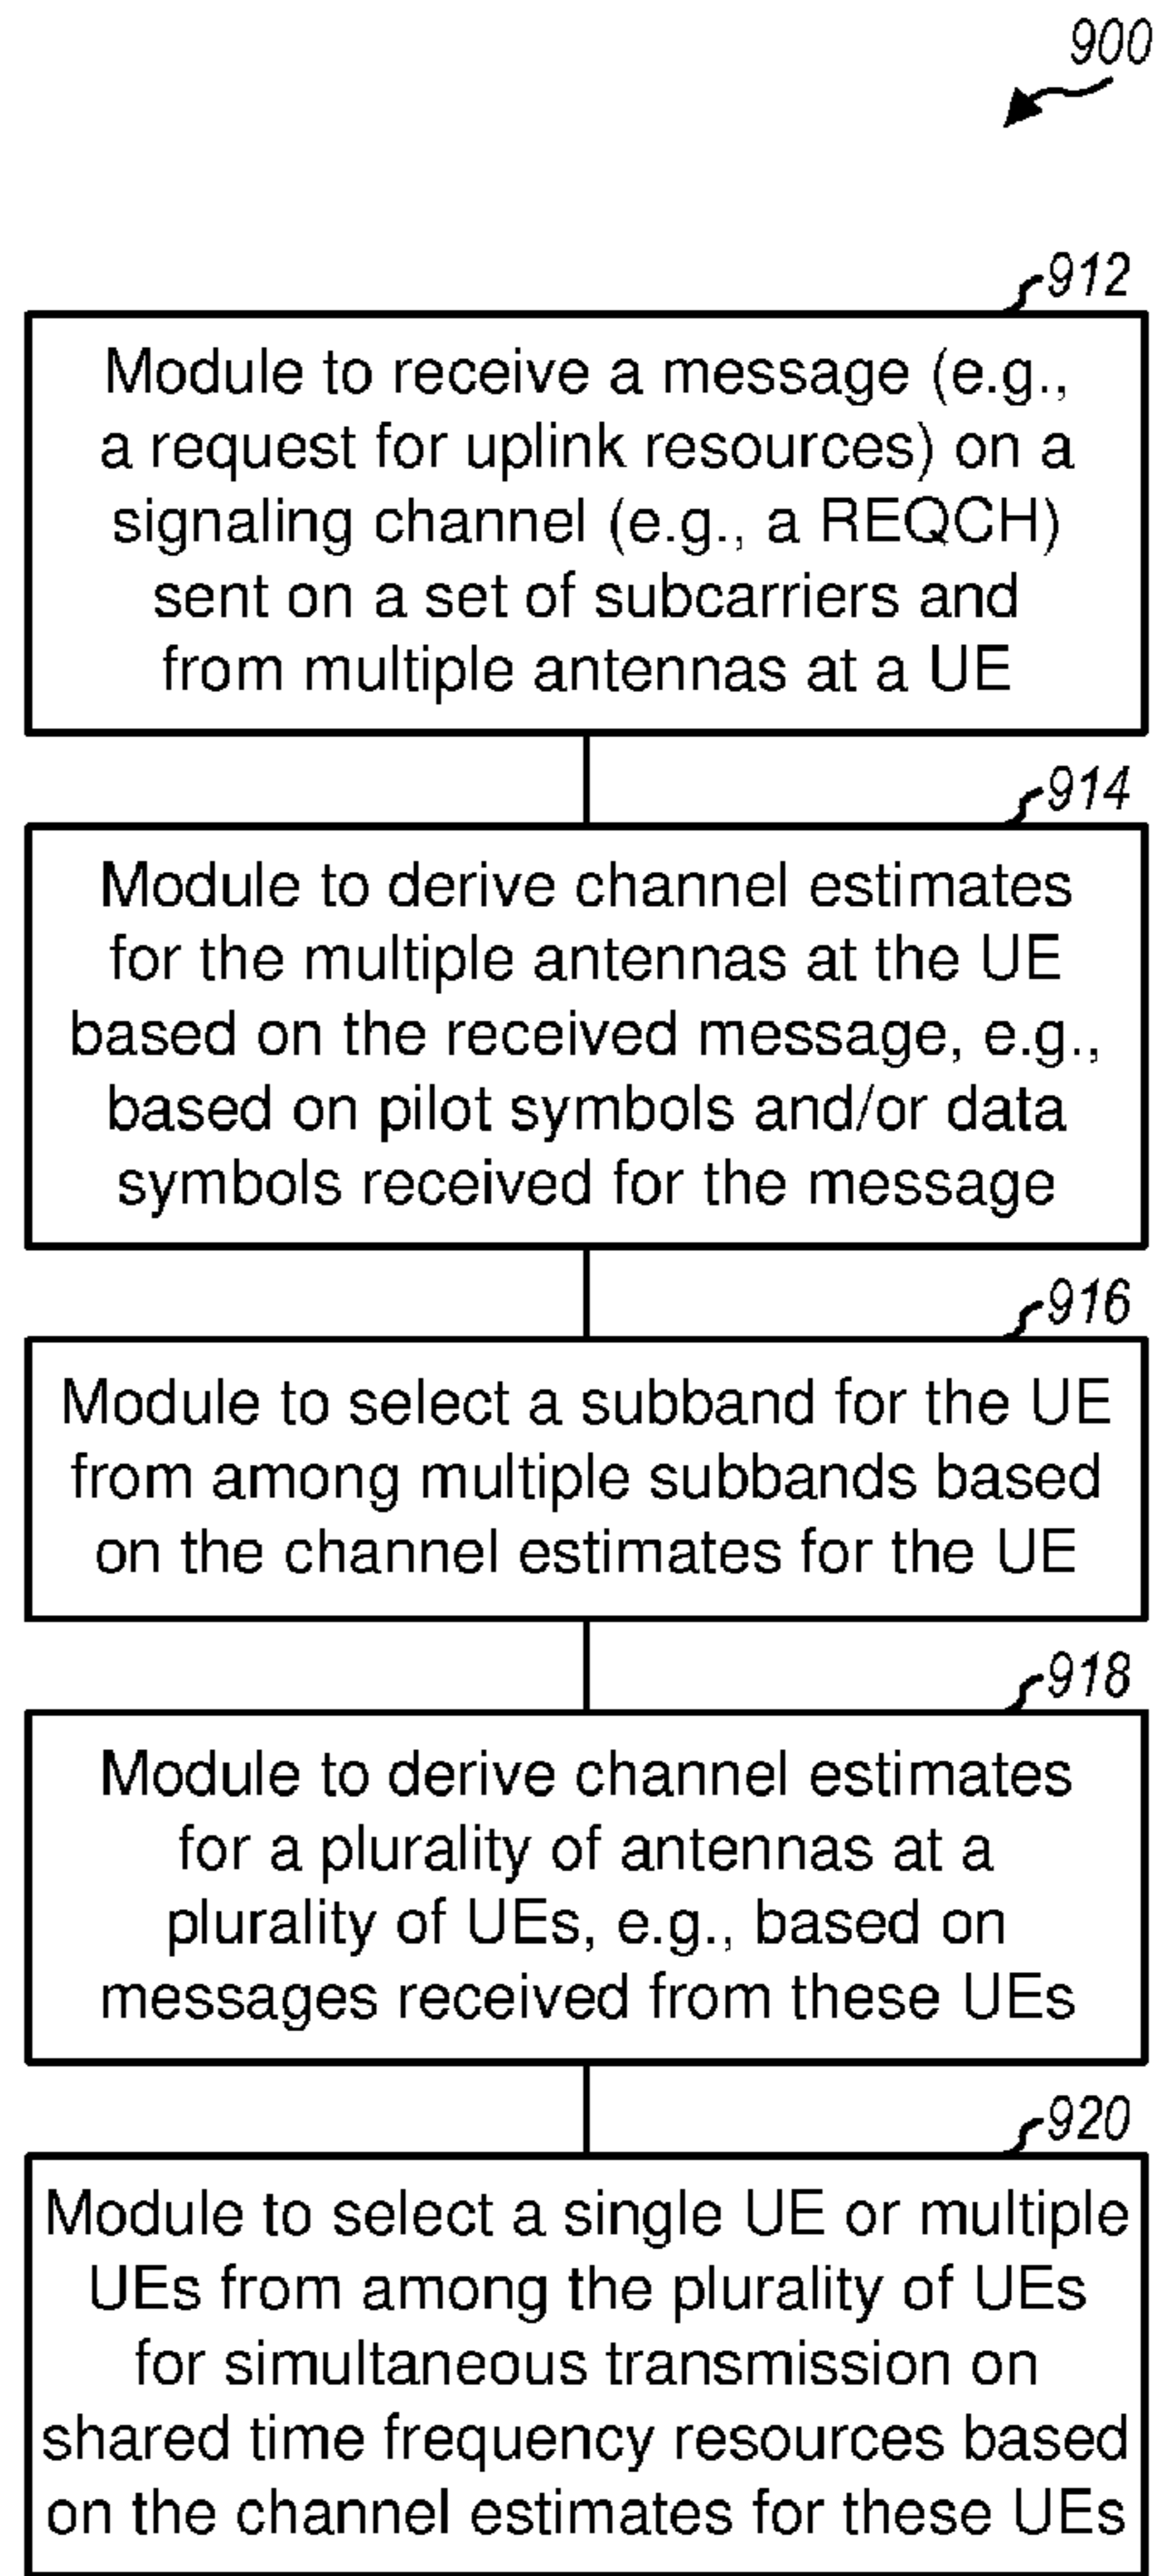 900
912
Module to receive a message (e.g.,
a request for uplink resources) on a
signaling channel (e.g., a REQCH)
sent on a set of subcarriers and
from multiple antennas at a UE
914
Module to derive channel estimates
for the multiple antennas at the UE
based on the received message, e.g.,
based on pilot symbols and/or data
symbols received for the message
916
Module to select a subband for the UE
from among multiple subbands based
on the channel estimates for the UE
918
Module to derive channel estimates
for a plurality of antennas at a
plurality of UEs, e.g., based on
messages received from these UEs
920
Module to select a single UE or multiple
UEs from among the plurality of UEs
for simultaneous transmission on
shared time frequency resources based
on the channel estimates for these UEs